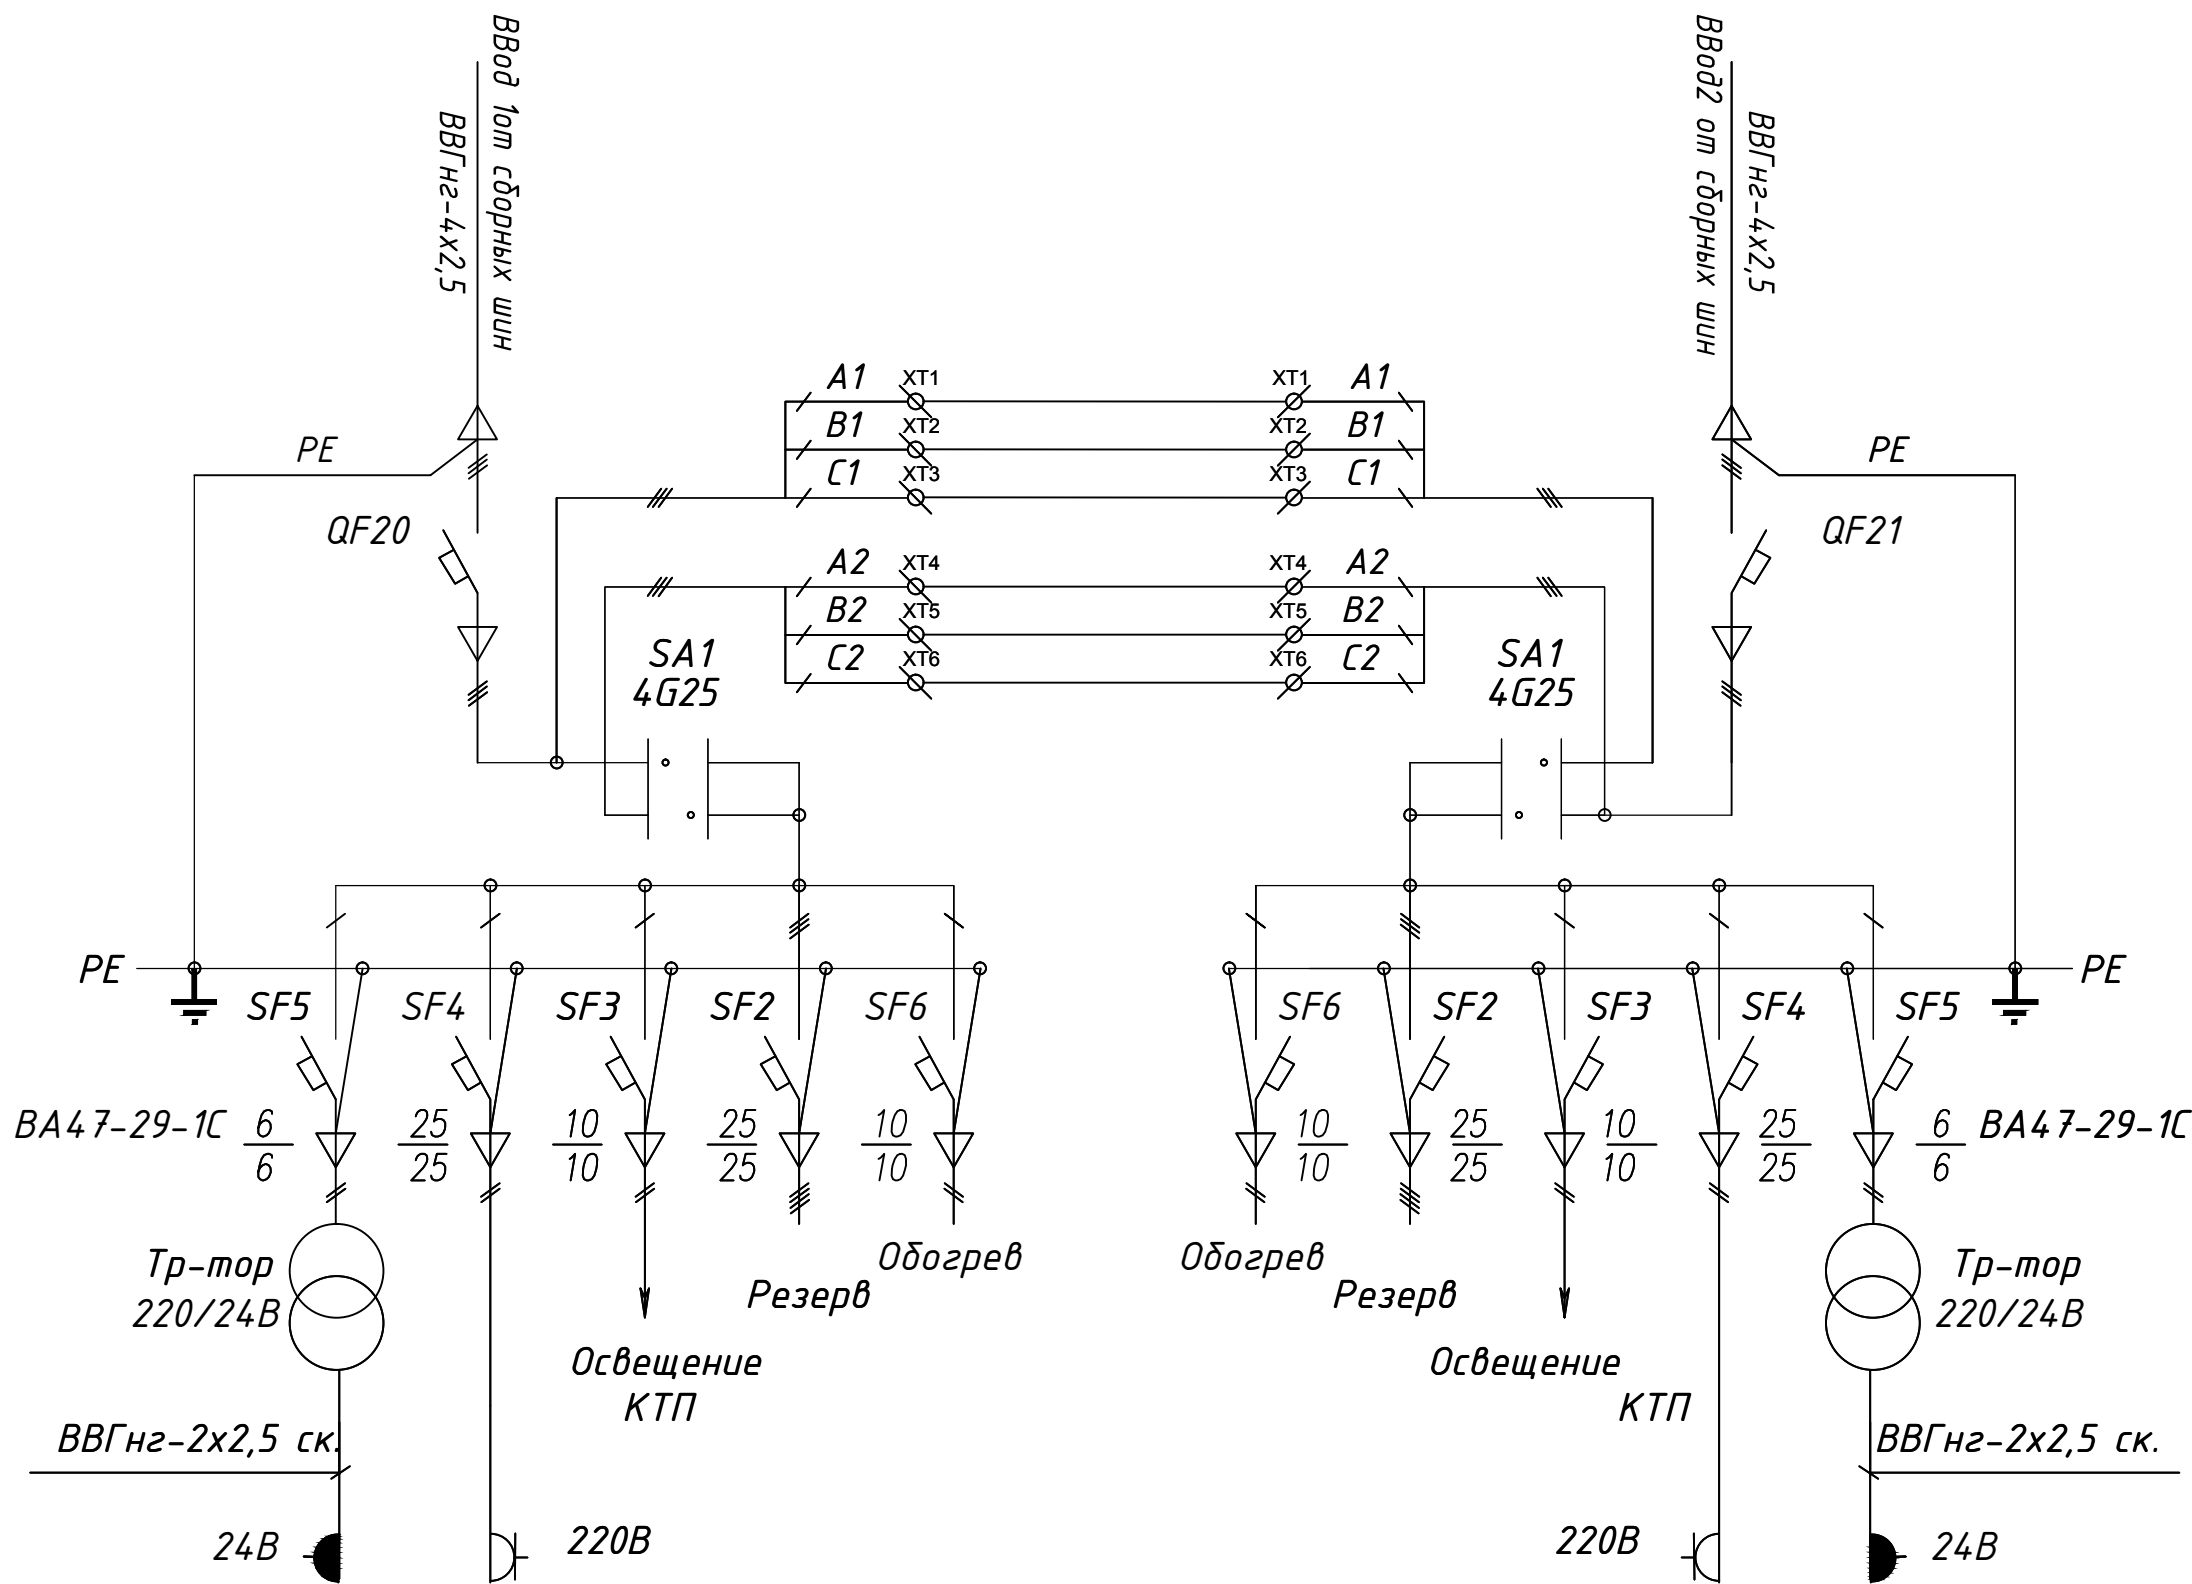 ВВод 1от сборных шин
ВВГнг-4х2,5
ВВод2 от сборных шин
ВВГнг-4х2,5
A1 XT1 XT1 A1
B1 XT2 XT2 B1
C1 XT3 XT3 C1
PE PE
QF20 QF21
A2 XT4 XT4 A2
B2 XT5 XT5 B2
C2 XT6 XT6 C2
SA1 SA1
4G25 4G25
PE PE
SF5 SF4 SF3 SF2 SF6 SF6 SF2 SF3 SF4 SF5
ВА47-29-1С 6 25 10 25 10 10 25 10 25 6 ВА47-29-1С
6 25 10 25 10 10 25 10 25 6
Тр-тор Обогрев Обогрев Тр-тор
220/24В Резерв Резерв 220/24В
Освещение Освещение
КТП КТП
ВВГнг-2х2,5 ск. ВВГнг-2х2,5 ск.
24В 220В 220В 24В